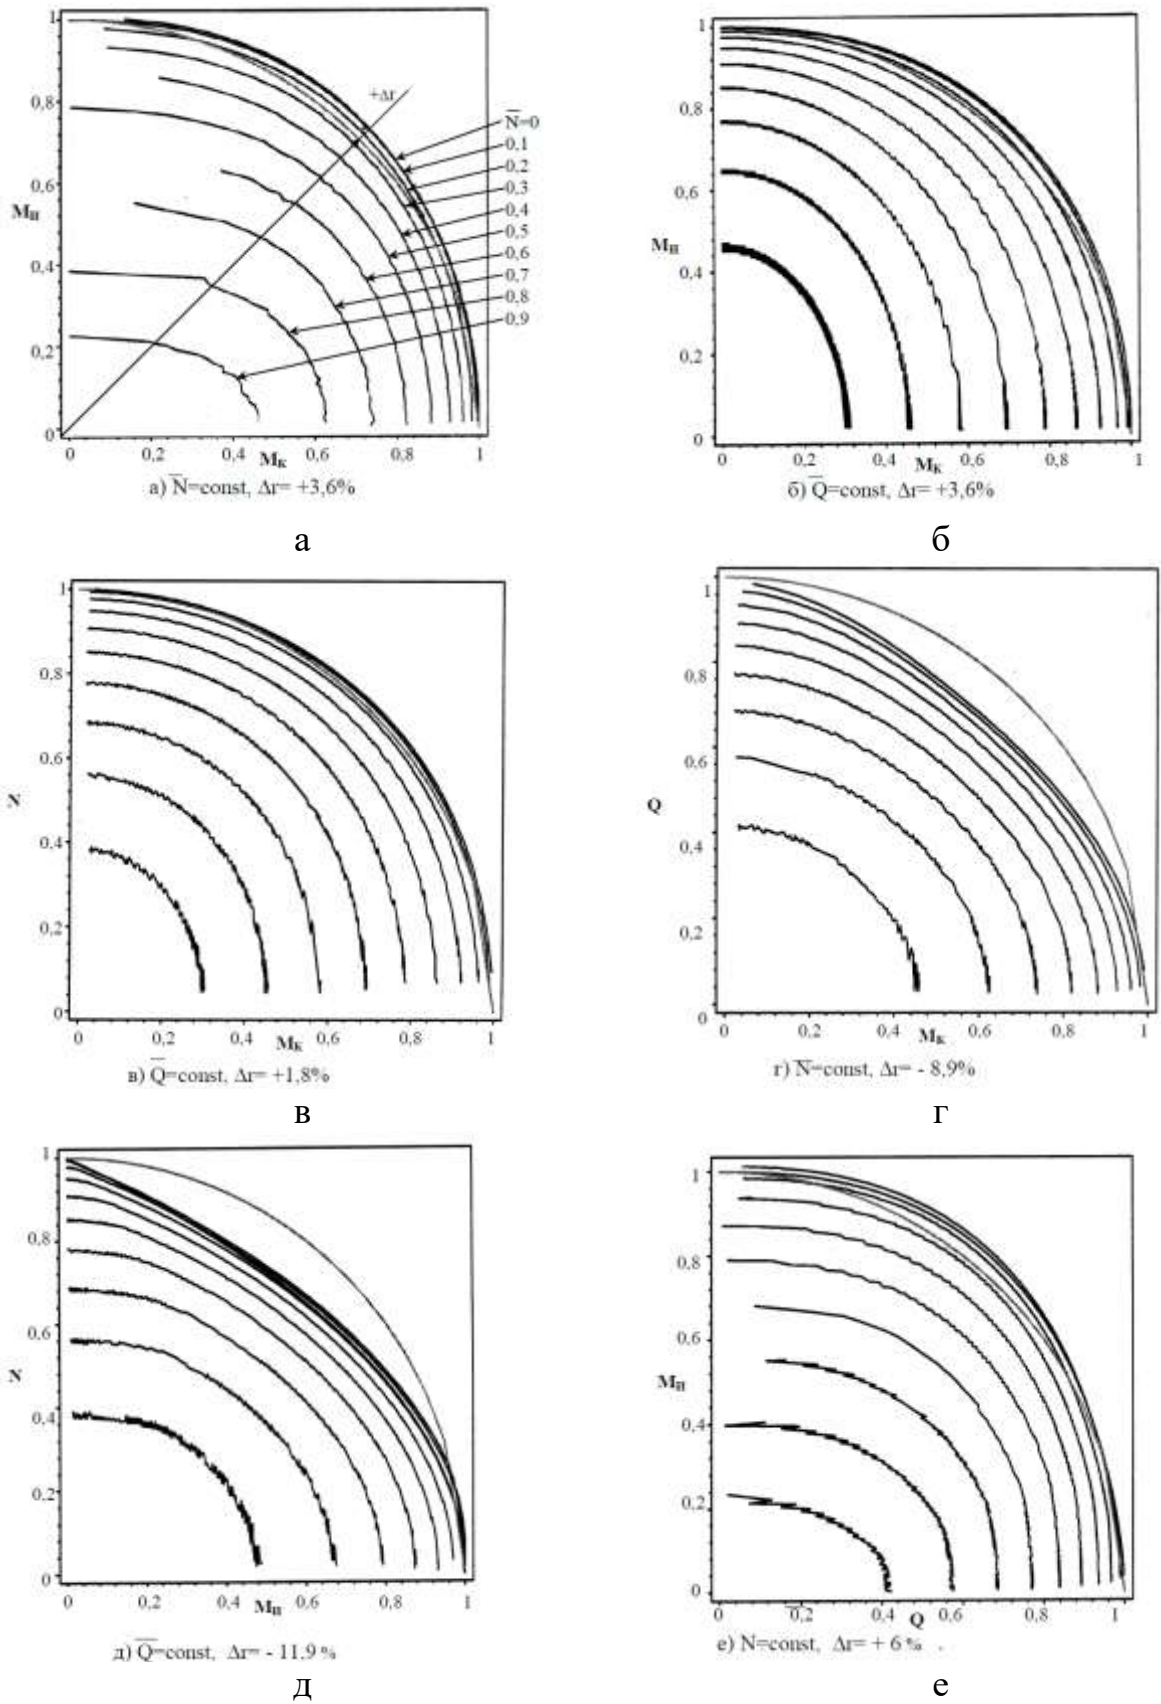 1
0,8
0,6
0,4
0,2
0
Mи
+Δr
N̅=0
0,1
0,2
0,3
0,4
0,5
0,6
0,7
0,8
0,9
0 0,2 0,4 0,6 0,8 1
Mк
а) N̅=const, Δr= +3,6%
а
1
0,8
0,6
0,4
0,2
0
Mи
0 0,2 0,4 0,6 0,8 1
Mк
б) Q̅=const, Δr= +3,6%
б
1
0,8
0,6
0,4
0,2
0
N
0 0,2 0,4 0,6 0,8 1
Mк
в) Q̅=const, Δr= +1,8%
в
1
0,8
0,6
0,4
0,2
0
Q
0 0,2 0,4 0,6 0,8 1
Mк
г) N̅=const, Δr= - 8,9%
г
1
0,8
0,6
0,4
0,2
0
N
0 0,2 0,4 0,6 0,8 1
Mи
д) Q̅=const, Δr= - 11.9 %
д
1
0,8
0,6
0,4
0,2
0
Mи
0 0,2 0,4 0,6 0,8 1
Q
е) N=const, Δr= + 6 % .
е